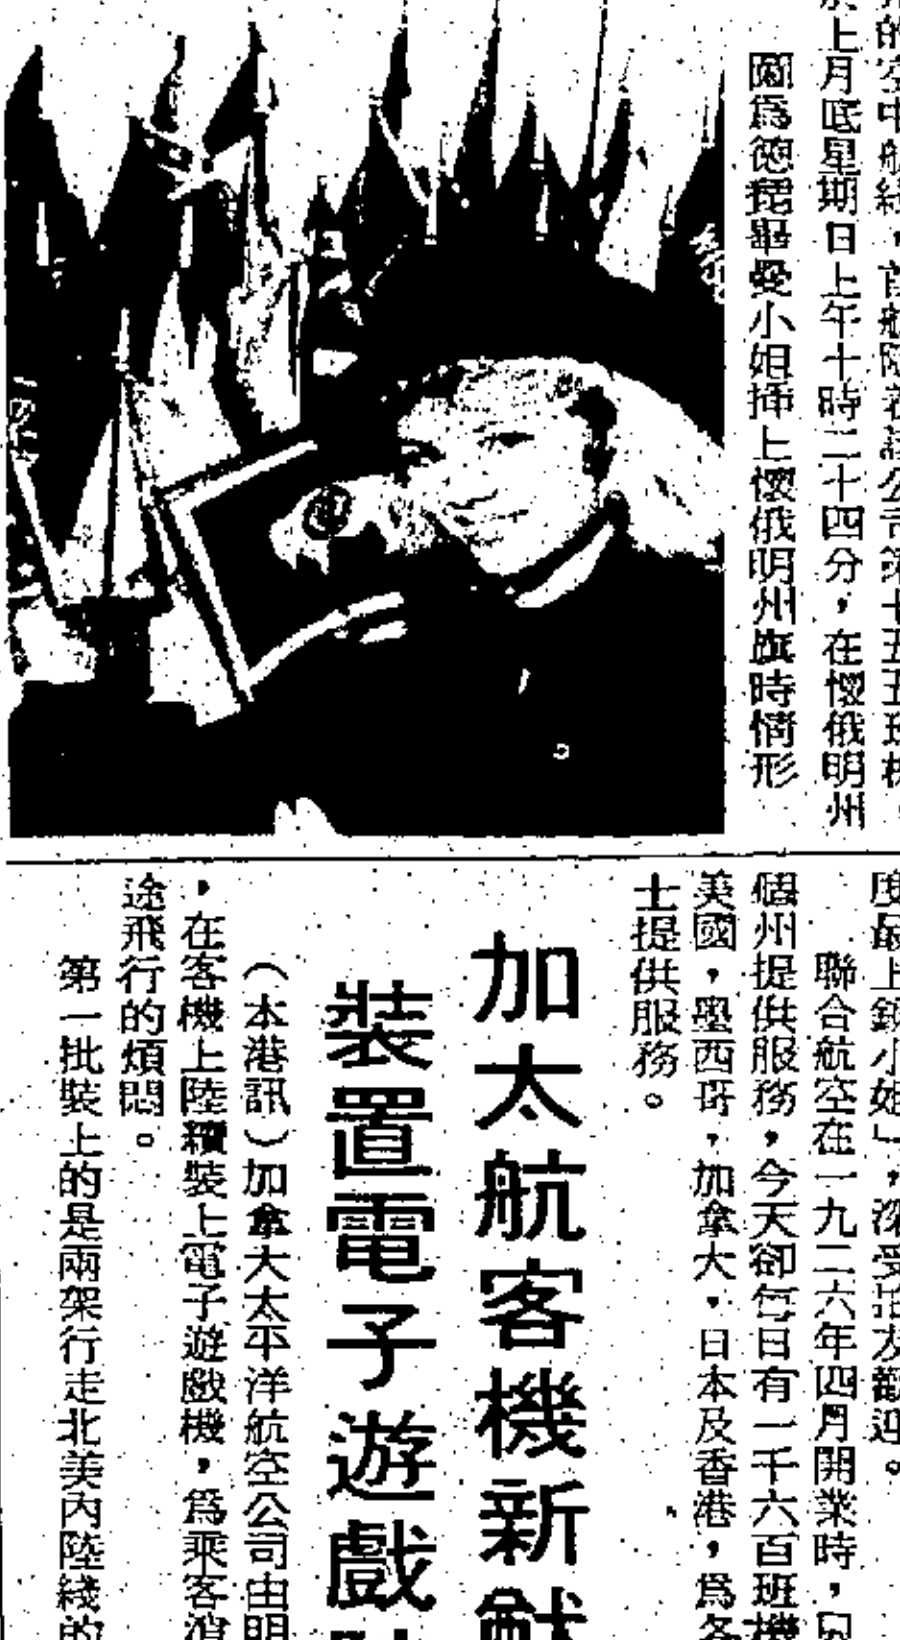 的空中航綫，首航隨着該公司第七五五班機，
於上月底星期日上午十時二十四分，在懷俄明州
圖爲德琵畢曼小姐揷上懷俄明州旗時情形
度最上鏡小姐」，深受
歡迎。
聯合航空在一九二六年四月開業時，
個州提供服務，今天卻每日有一千六百班機
美國，墨西哥，加拿大，日本及香港，爲各
士提供服務。
加太航客機新猷
裝置電子遊戲
（本港訊）加拿大太平洋航空公司由明
，在客機上陸續裝上電子遊戲機，爲乘客消
途飛行的煩悶。
第一批裝上的是兩架行走北美內陸綫的